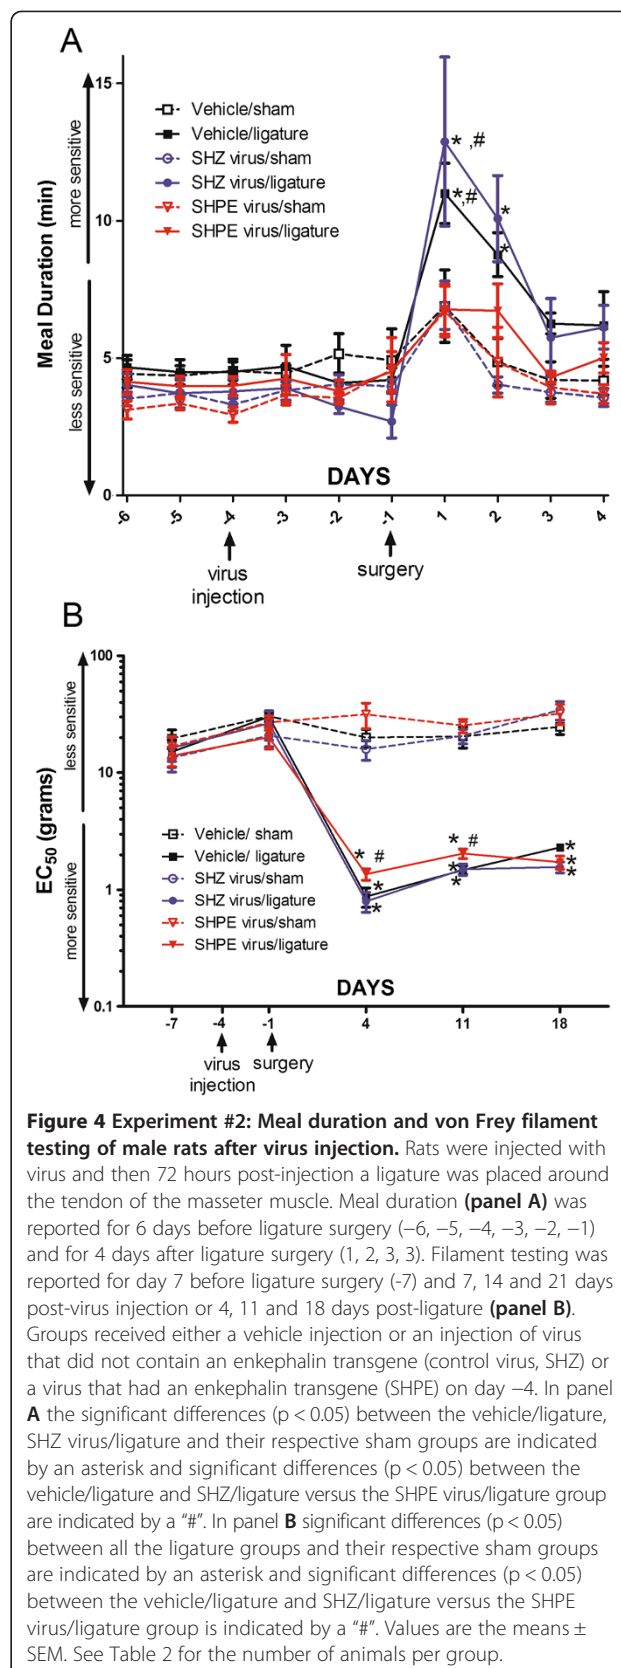 A
Meal Duration (min)
more sensitive
less sensitive
15
10
5
0
Vehicle/sham
Vehicle/ligature
SHZ virus/sham
SHZ virus/ligature
SHPE virus/sham
SHPE virus/ligature
* ,#
*,#
*
*
DAYS
-6 -5 -4 -3 -2 -1 1 2 3 4
virus
injection
surgery
B
EC50 (grams)
less sensitive
more sensitive
100
10
1
0.1
Vehicle/ sham
Vehicle/ ligature
SHZ virus/sham
SHZ virus/ligature
SHPE virus/sham
SHPE virus/ligature
* #
*
*
* #
*
*
*
*
*
DAYS
-7 -4 -1 4 11 18
virus
injection
surgery
Figure 4 Experiment #2: Meal duration and von Frey filament
testing of male rats after virus injection. Rats were injected with
virus and then 72 hours post-injection a ligature was placed around
the tendon of the masseter muscle. Meal duration (panel A) was
reported for 6 days before ligature surgery (−6, −5, −4, −3, −2, −1)
and for 4 days after ligature surgery (1, 2, 3, 3). Filament testing was
reported for day 7 before ligature surgery (-7) and 7, 14 and 21 days
post-virus injection or 4, 11 and 18 days post-ligature (panel B).
Groups received either a vehicle injection or an injection of virus
that did not contain an enkephalin transgene (control virus, SHZ) or
a virus that had an enkephalin transgene (SHPE) on day −4. In panel
A the significant differences (p < 0.05) between the vehicle/ligature,
SHZ virus/ligature and their respective sham groups are indicated
by an asterisk and significant differences (p < 0.05) between the
vehicle/ligature and SHZ/ligature versus the SHPE virus/ligature group
are indicated by a "#". In panel B significant differences (p < 0.05)
between all the ligature groups and their respective sham groups
are indicated by an asterisk and significant differences (p < 0.05)
between the vehicle/ligature and SHZ/ligature versus the SHPE
virus/ligature group is indicated by a "#". Values are the means ±
SEM. See Table 2 for the number of animals per group.